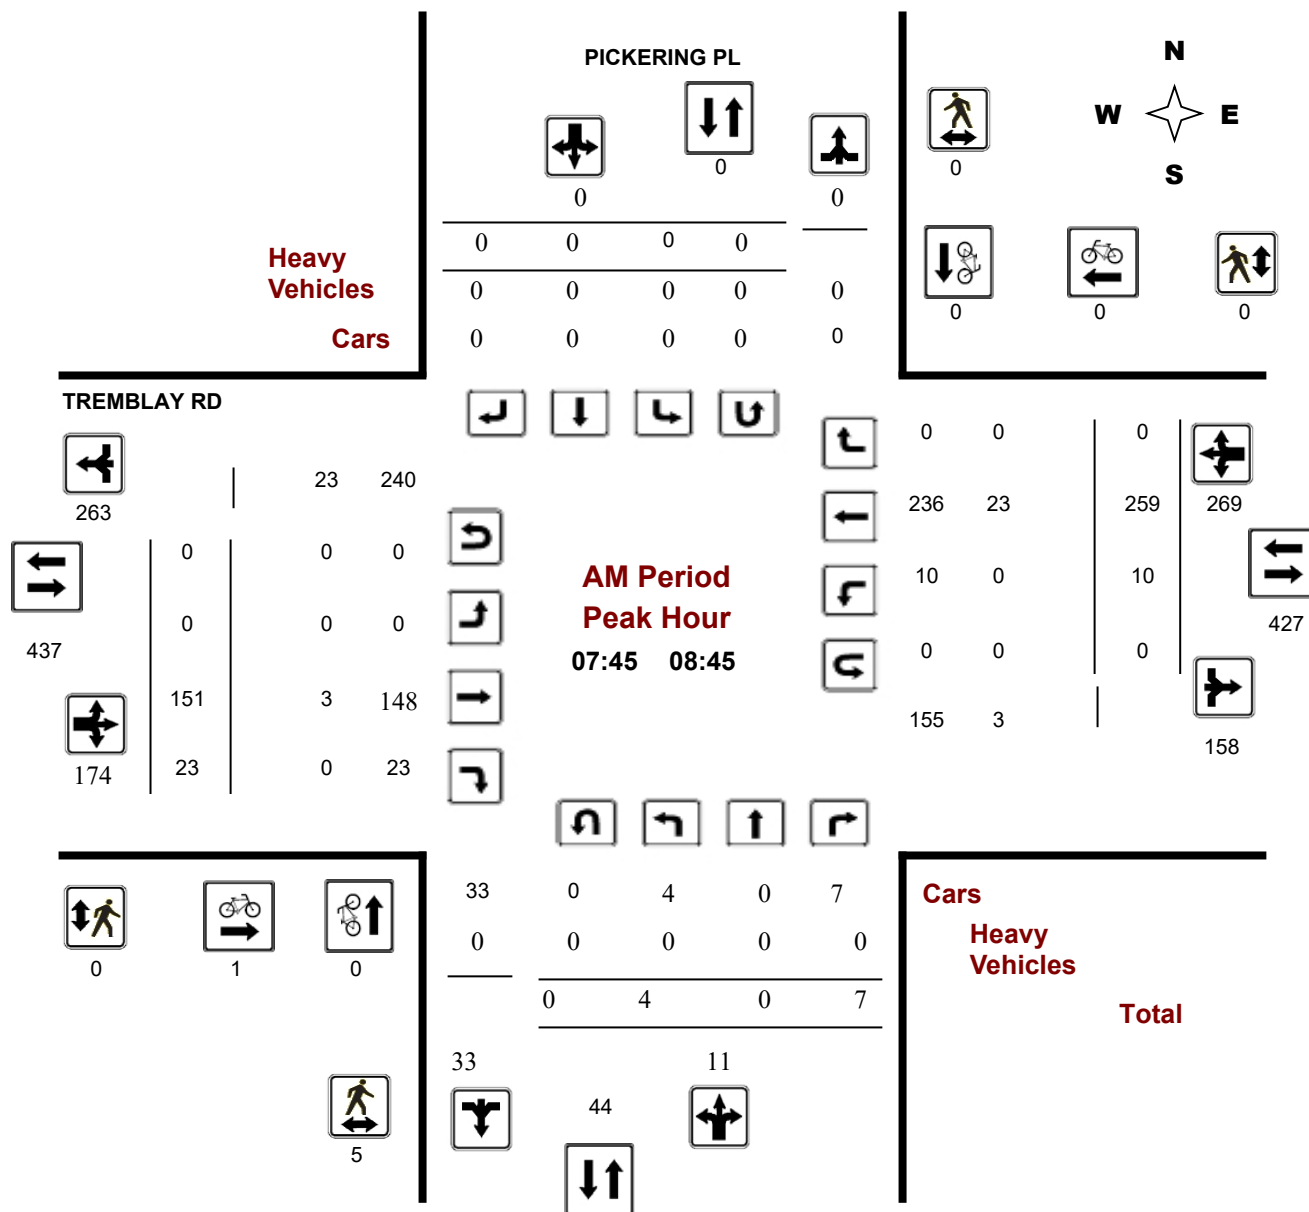 PICKERING PL
N
W E
S
0
0
0
0 0
0 0 0 0
Heavy
Vehicles
0 0 0 0 0
Cars
0 0 0 0 0
0 0 0
TREMBLAY RD
0 0 0
23 240
263
236 23 259 269
0 0 0
10 0 10
AM Period
Peak Hour
07:45 08:45
0 0 0
437
427
0 0 0
151 3 148
155 3
158
174
23 0 23
33 0 4 0 7
Cars
0 0 0 0 0
Heavy
Vehicles
0 1 0
0 4 0 7
Total
33 11
44
5